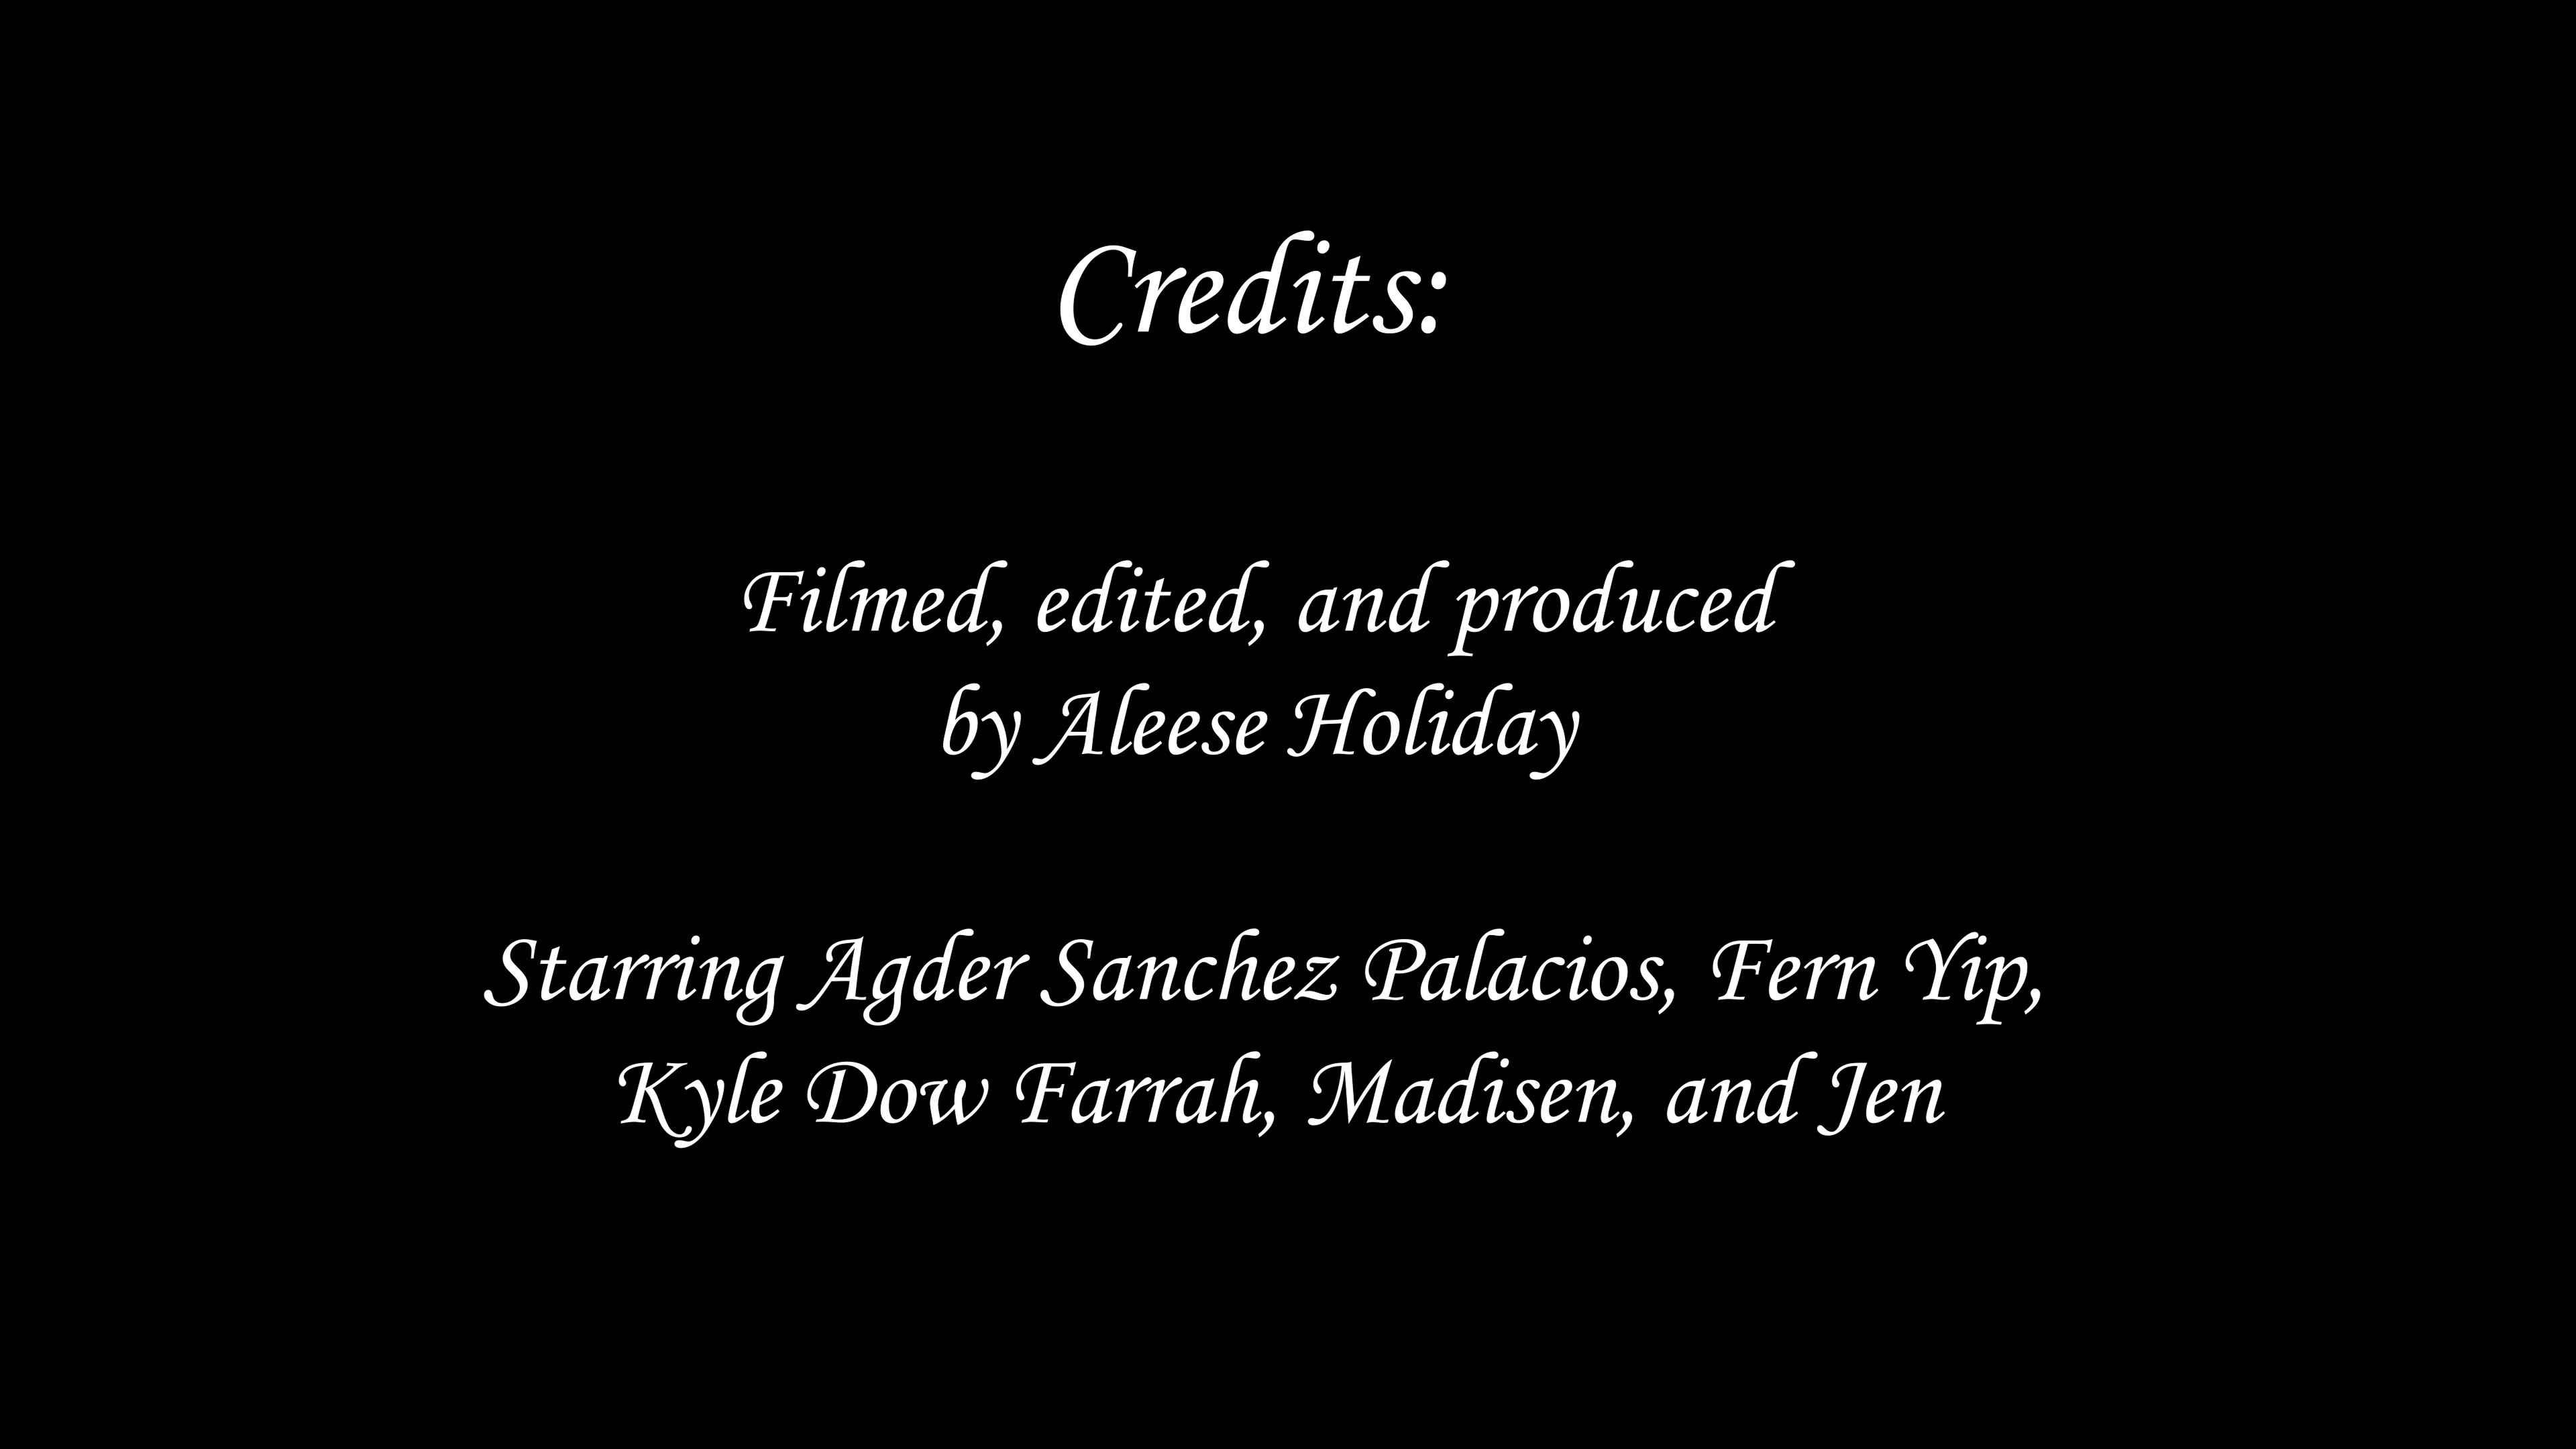 Credits:
Filmed, edited, and produced
by Aleese Holiday
Starring Agder Sanchez Palacios, Fern Yip,
Kyle Dow Farrah, Madisen, and Jen